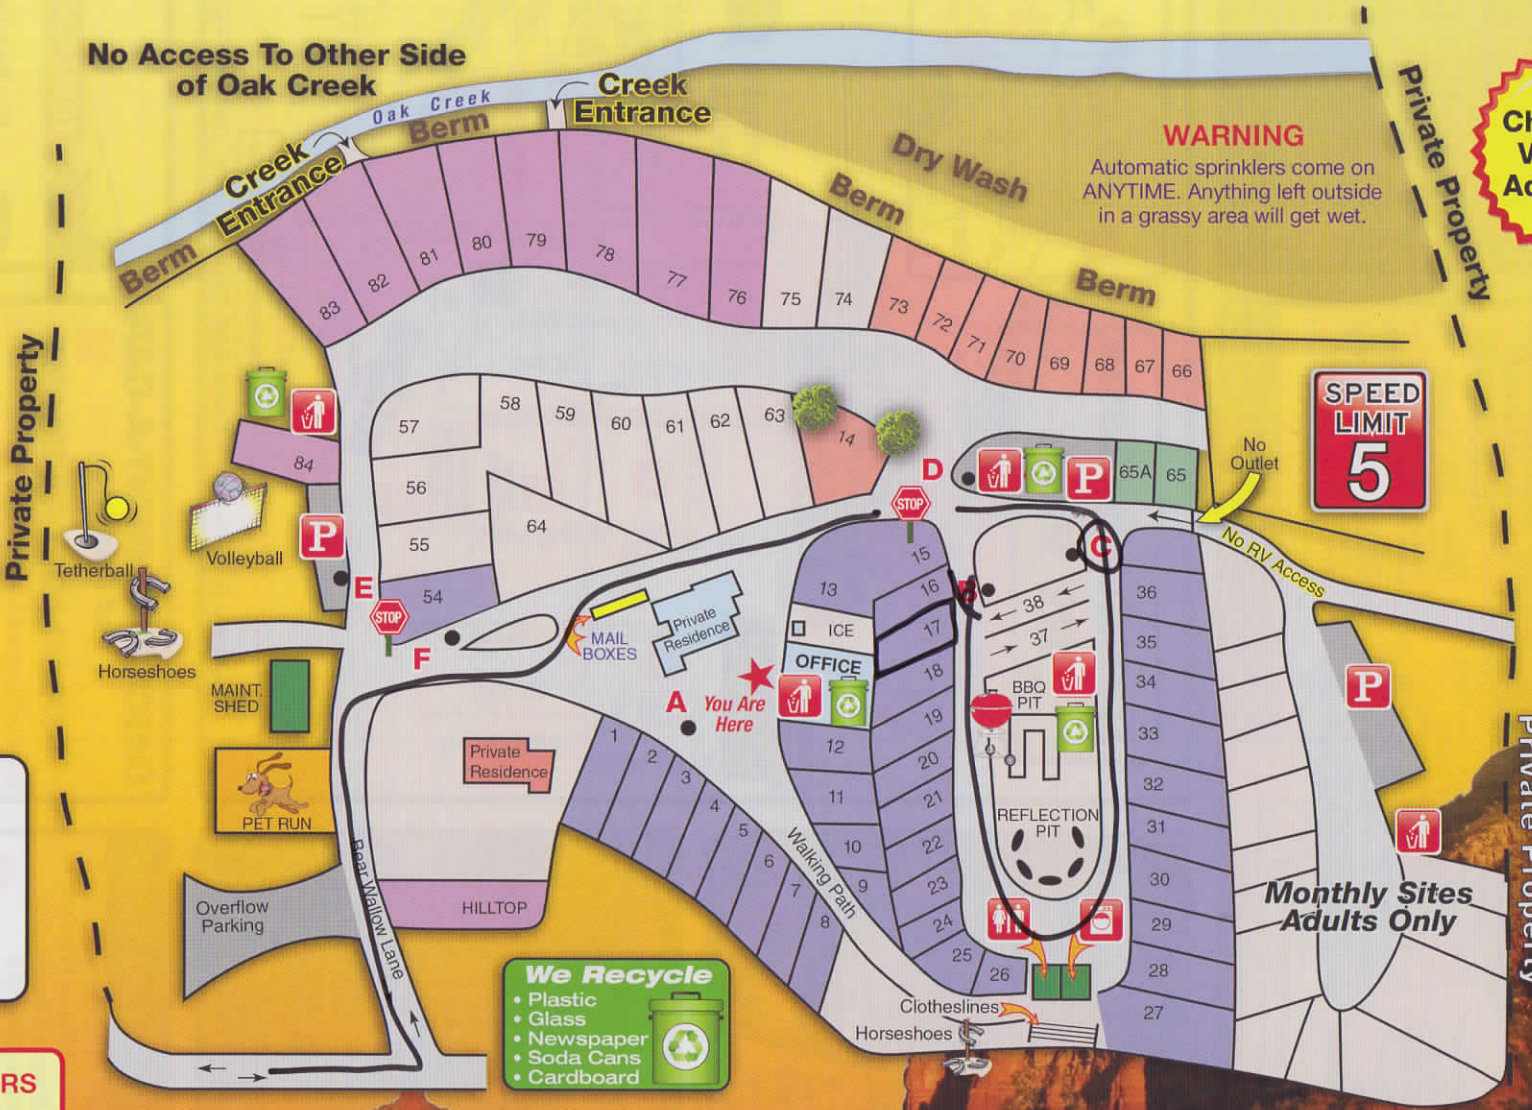 No Access To Other Side
of Oak Creek
Oak Creek
Creek
Entrance
Berm
Creek
Entrance
Berm
Dry Wash
Berm
Berm
WARNING
Automatic sprinklers come on
ANYTIME. Anything left outside
in a grassy area will get wet.
Private Property
83
82
81
80
79
78
77
76
75
74
73
72
71
70
69
68
67
66
SPEED
LIMIT
5
No
Outlet
No RV Access
Private Property
57
58
59
60
61
62
63
14
56
55
64
54
84
P
Volleyball
Tetherball
Horseshoes
E
STOP
F
D
STOP
P
65A
65
MAIL
BOXES
Private
Residence
A
You Are
Here
13
ICE
OFFICE
12
11
10
9
15
16
17
18
19
20
21
22
23
24
25
26
B
C
38
37
BBQ
PIT
REFLECTION
PIT
36
35
34
33
32
31
30
29
28
27
P
Monthly Sites
Adults Only
Private Property
MAINT.
SHED
PET RUN
Private
Residence
1
2
3
4
5
6
7
8
Walking Path
HILLTOP
Overflow
Parking
Bear Wallow Lane
We Recycle
• Plastic
• Glass
• Newspaper
• Soda Cans
• Cardboard
Clotheslines
Horseshoes
RS